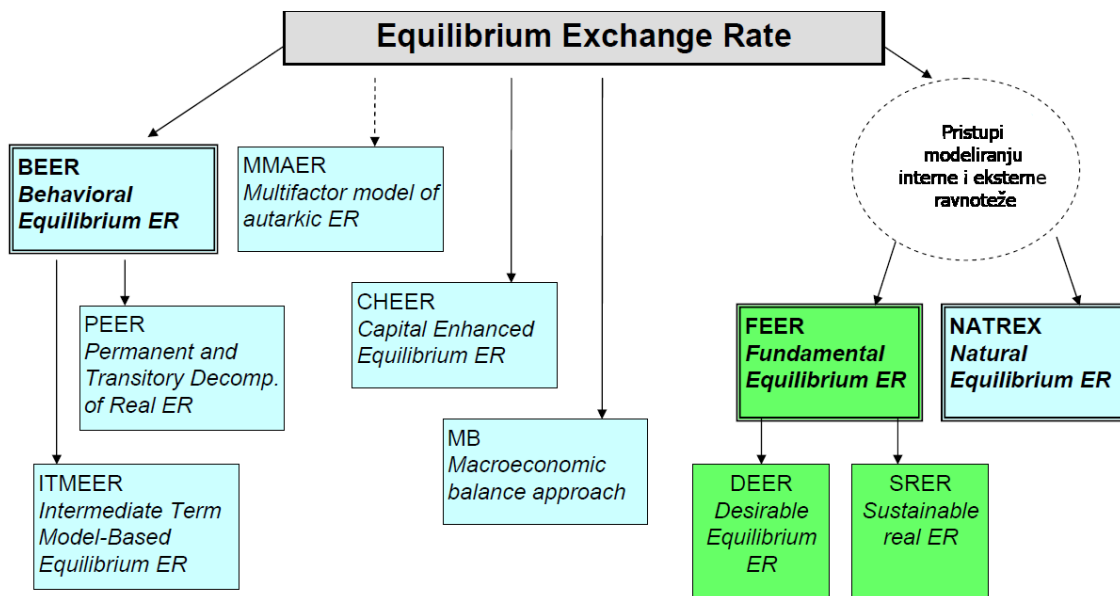 Equilibrium Exchange Rate
BEER
Behavioral
Equilibrium ER
MMAER
Multifactor model of
autarkic ER
Pristupi
modeliranju
interne i eksterne
ravnoteže
PEER
Permanent and
Transitory Decomp.
of Real ER
CHEER
Capital Enhanced
Equilibrium ER
FEER
Fundamental
Equilibrium ER
NATREX
Natural
Equilibrium ER
ITMEER
Intermediate Term
Model-Based
Equilibrium ER
MB
Macroeconomic
balance approach
DEER
Desirable
Equilibrium
ER
SRER
Sustainable
real ER